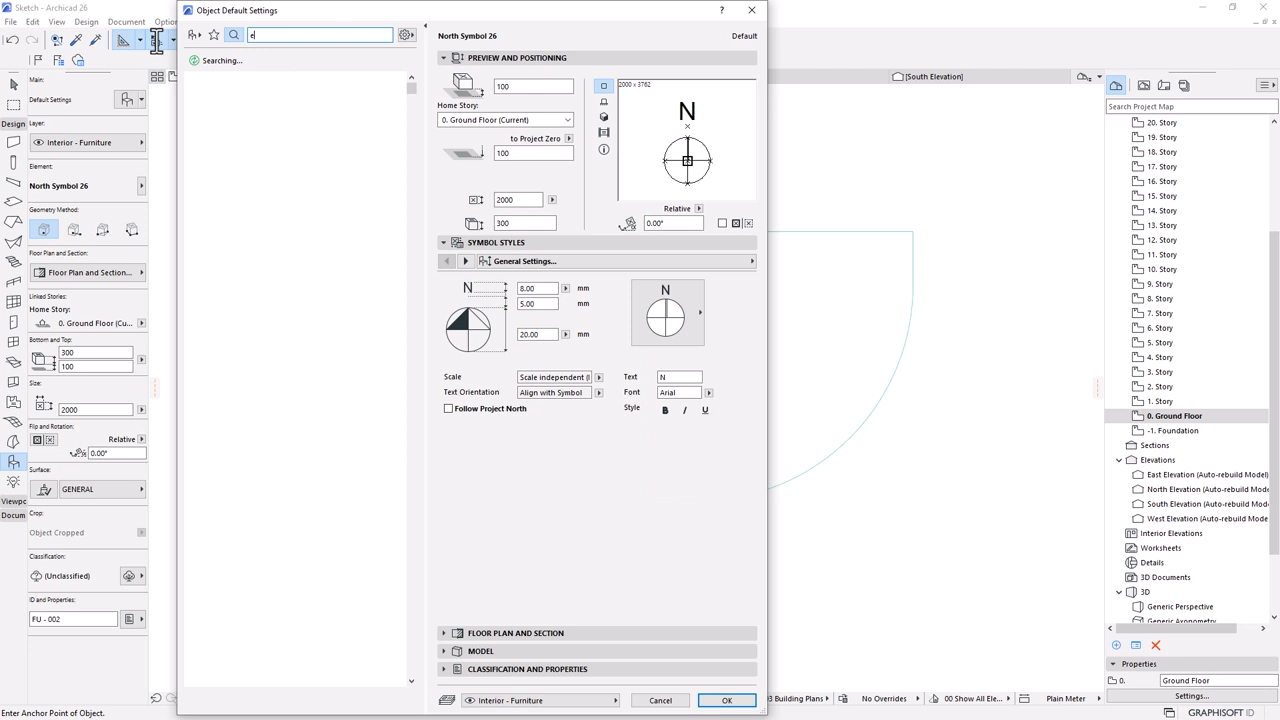 Sketch - Archicad 26
File Edit View Design Document
Main:
Default Settings
Design
Layer:
Interior - Furniture
Element:
North Symbol 26
Geometry Method:
Floor Plan and Section:
Floor Plan and Section...
Linked Stories:
Home Story:
0. Ground Floor (Cu...
Bottom and Top:
300
100
Size:
2000
Flip and Rotation:
Relative
0.00°
Surface:
GENERAL
Viewpo
Crop:
Docum
Object Cropped
Classification:
(Unclassified)
ID and Properties:
FU - 002
Enter Anchor Point of Object.
Object Default Settings
?
e
Searching...
North Symbol 26
Default
PREVIEW AND POSITIONING
100
Home Story:
0. Ground Floor (Current)
to Project Zero
100
2000
300
2000 x 3762
N
Relative
0.00°
SYMBOL STYLES
General Settings...
N
8.00 mm
5.00 mm
20.00 mm
N
Scale
Scale independent (
Text
N
Text Orientation
Align with Symbol
Font
Arial
Follow Project North
Style
B I U
FLOOR PLAN AND SECTION
MODEL
CLASSIFICATION AND PROPERTIES
Interior - Furniture
Cancel
OK
[South Elevation]
Search Project Map
20. Story
19. Story
18. Story
17. Story
16. Story
15. Story
14. Story
13. Story
12. Story
11. Story
10. Story
9. Story
8. Story
7. Story
6. Story
5. Story
4. Story
3. Story
2. Story
1. Story
0. Ground Floor
-1. Foundation
Sections
Elevations
East Elevation (Auto-rebuild Model)
North Elevation (Auto-rebuild Mode
South Elevation (Auto-rebuild Mode
West Elevation (Auto-rebuild Mode
Interior Elevations
Worksheets
Details
3D Documents
3D
Generic Perspective
Generic Axonometry
Properties
0.
Ground Floor
Settings...
Building Plans
No Overrides
00 Show All Ele...
Plain Meter
GRAPHISOFT ID